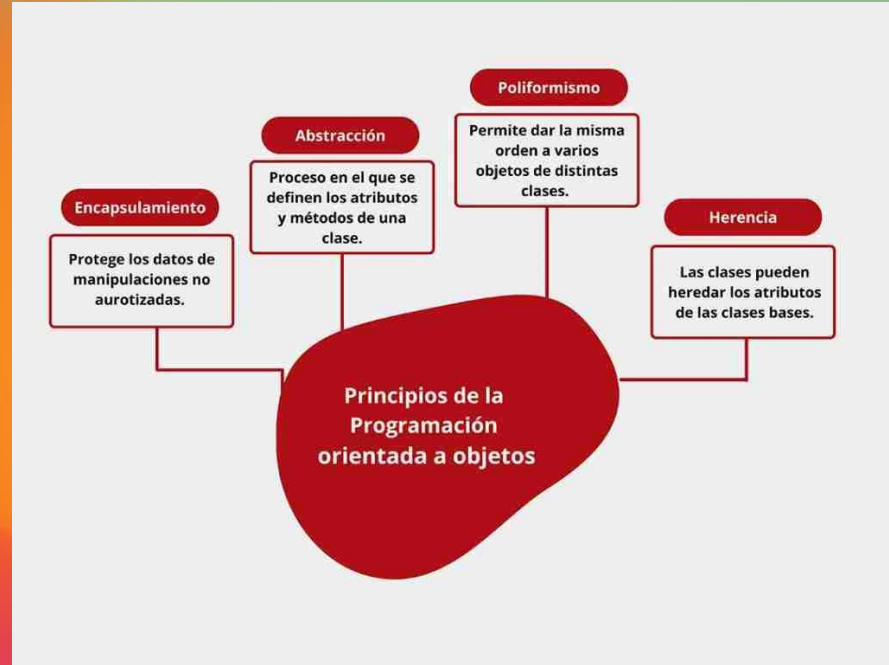 Poliformismo
Permite dar la misma
orden a varios
objetos de distintas
clases.
Abstracción
Proceso en el que se
definen los atributos
y métodos de una
clase.
Encapsulamiento
Protege los datos de
manipulaciones no
aurotizadas.
Herencia
Las clases pueden
heredar los atributos
de las clases bases.
Principios de la
Programación
orientada a objetos